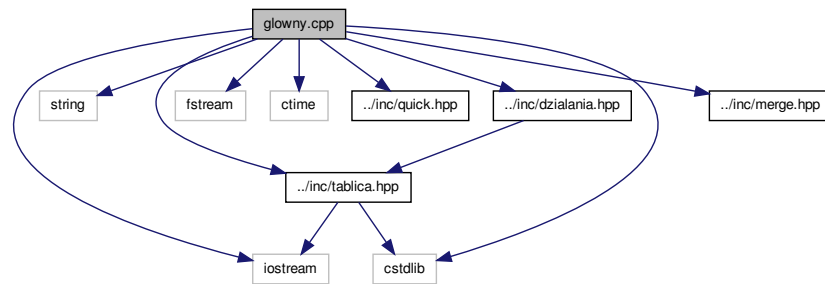 glowny.cpp
string
fstream
ctime
../inc/quick.hpp
../inc/dzialania.hpp
../inc/merge.hpp
../inc/tablica.hpp
iostream
cstdlib